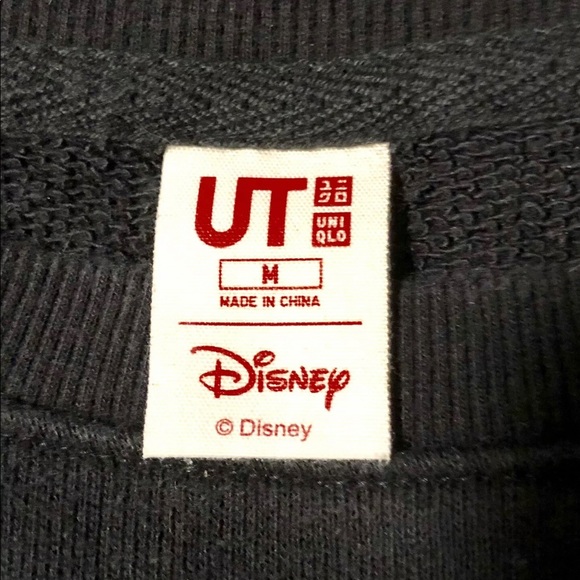 UT
ユニ
クロ
UNI
QLO
M
MADE IN CHINA
Disney
© Disney